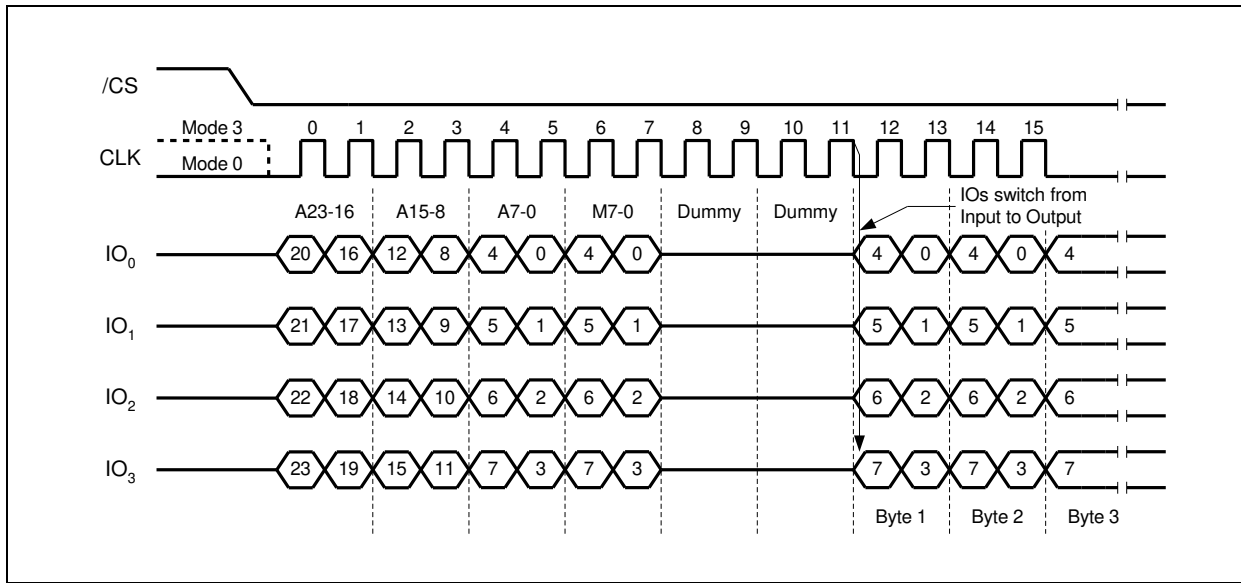 /CS
Mode 3 0 1 2 3 4 5 6 7 8 9 10 11 12 13 14 15
CLK
Mode 0
IOs switch from
Input to Output
A23-16 A15-8 A7-0 M7-0 Dummy Dummy
IO0 20 16 12 8 4 0 4 0 4 0 4 0 4
IO1 21 17 13 9 5 1 5 1 5 1 5 1 5
IO2 22 18 14 10 6 2 6 2 6 2 6 2 6
IO3 23 19 15 11 7 3 7 3 7 3 7 3 7
Byte 1 Byte 2 Byte 3